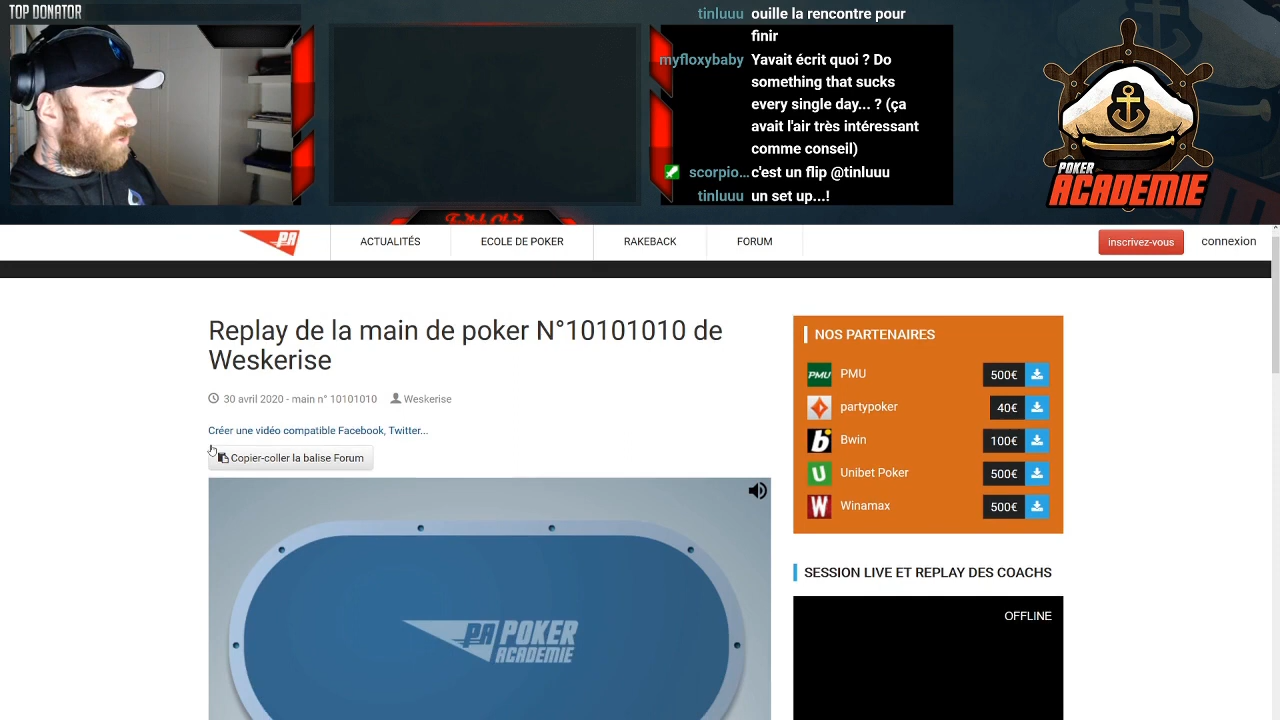 TOP DONATOR
tinluuu ouille la rencontre pour
finir
myfloxybaby Yavait écrit quoi ? Do
something that sucks
every single day... ? (ça
avait l'air très intéressant
comme conseil)
scorpio... c'est un flip @tinluuu
tinluuu un set up...!
POKER
ACADEMIE
PA
ACTUALITÉS
ECOLE DE POKER
RAKEBACK
FORUM
inscrivez-vous
connexion
Replay de la main de poker N°10101010 de
Weskerise
30 avril 2020 - main n° 10101010 Weskerise
Créer une vidéo compatible Facebook, Twitter...
Copier-coller la balise Forum
PA POKER
ACADEMIE
NOS PARTENAIRES
PMU PMU 500€
partypoker 40€
b Bwin 100€
U Unibet Poker 500€
W Winamax 500€
SESSION LIVE ET REPLAY DES COACHS
OFFLINE